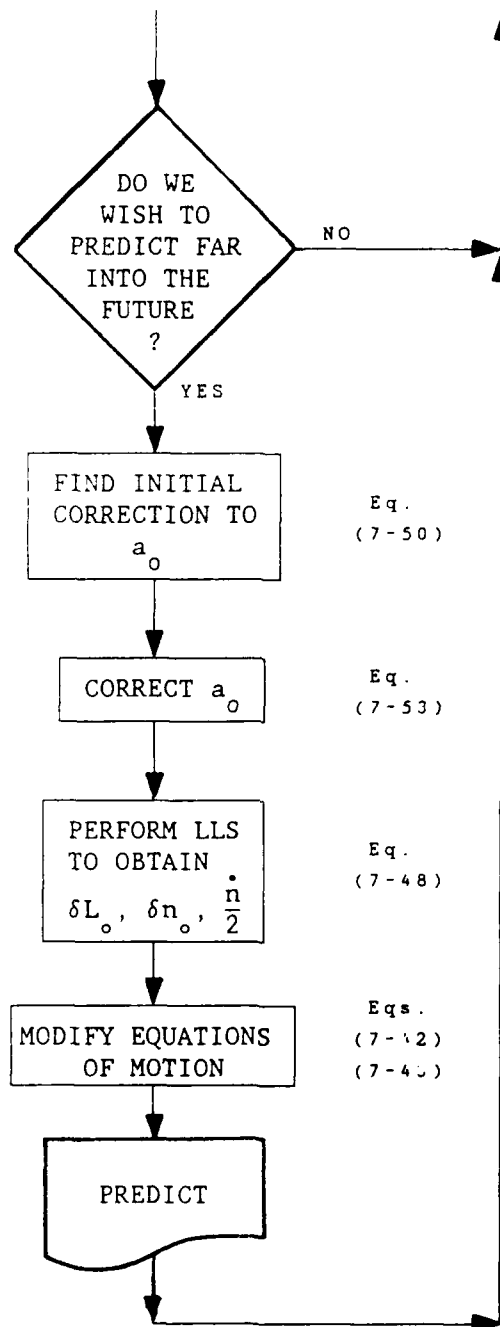 DO WE
WISH TO
PREDICT FAR
INTO THE
FUTURE
?
NO
YES
FIND INITIAL
CORRECTION TO
a₀
Eq.
(7-50)
CORRECT a₀
Eq.
(7-53)
PERFORM LLS
TO OBTAIN
δL₀, δn₀, ṅ/2
Eq.
(7-48)
MODIFY EQUATIONS
OF MOTION
Eqs.
PREDICT